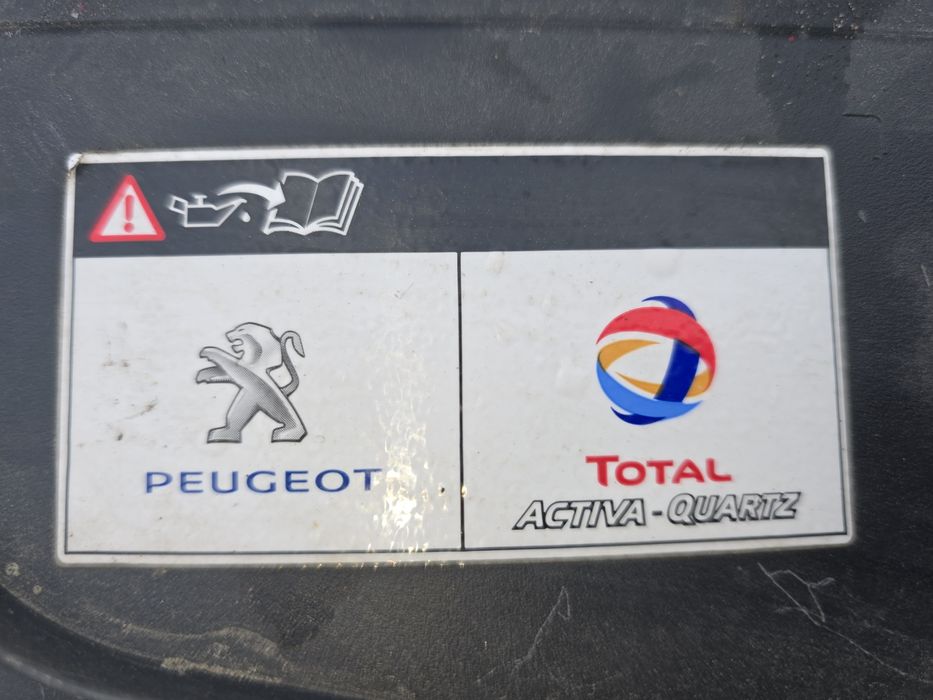 PEUGEOT
TOTAL
ACTIVA - QUARTZ